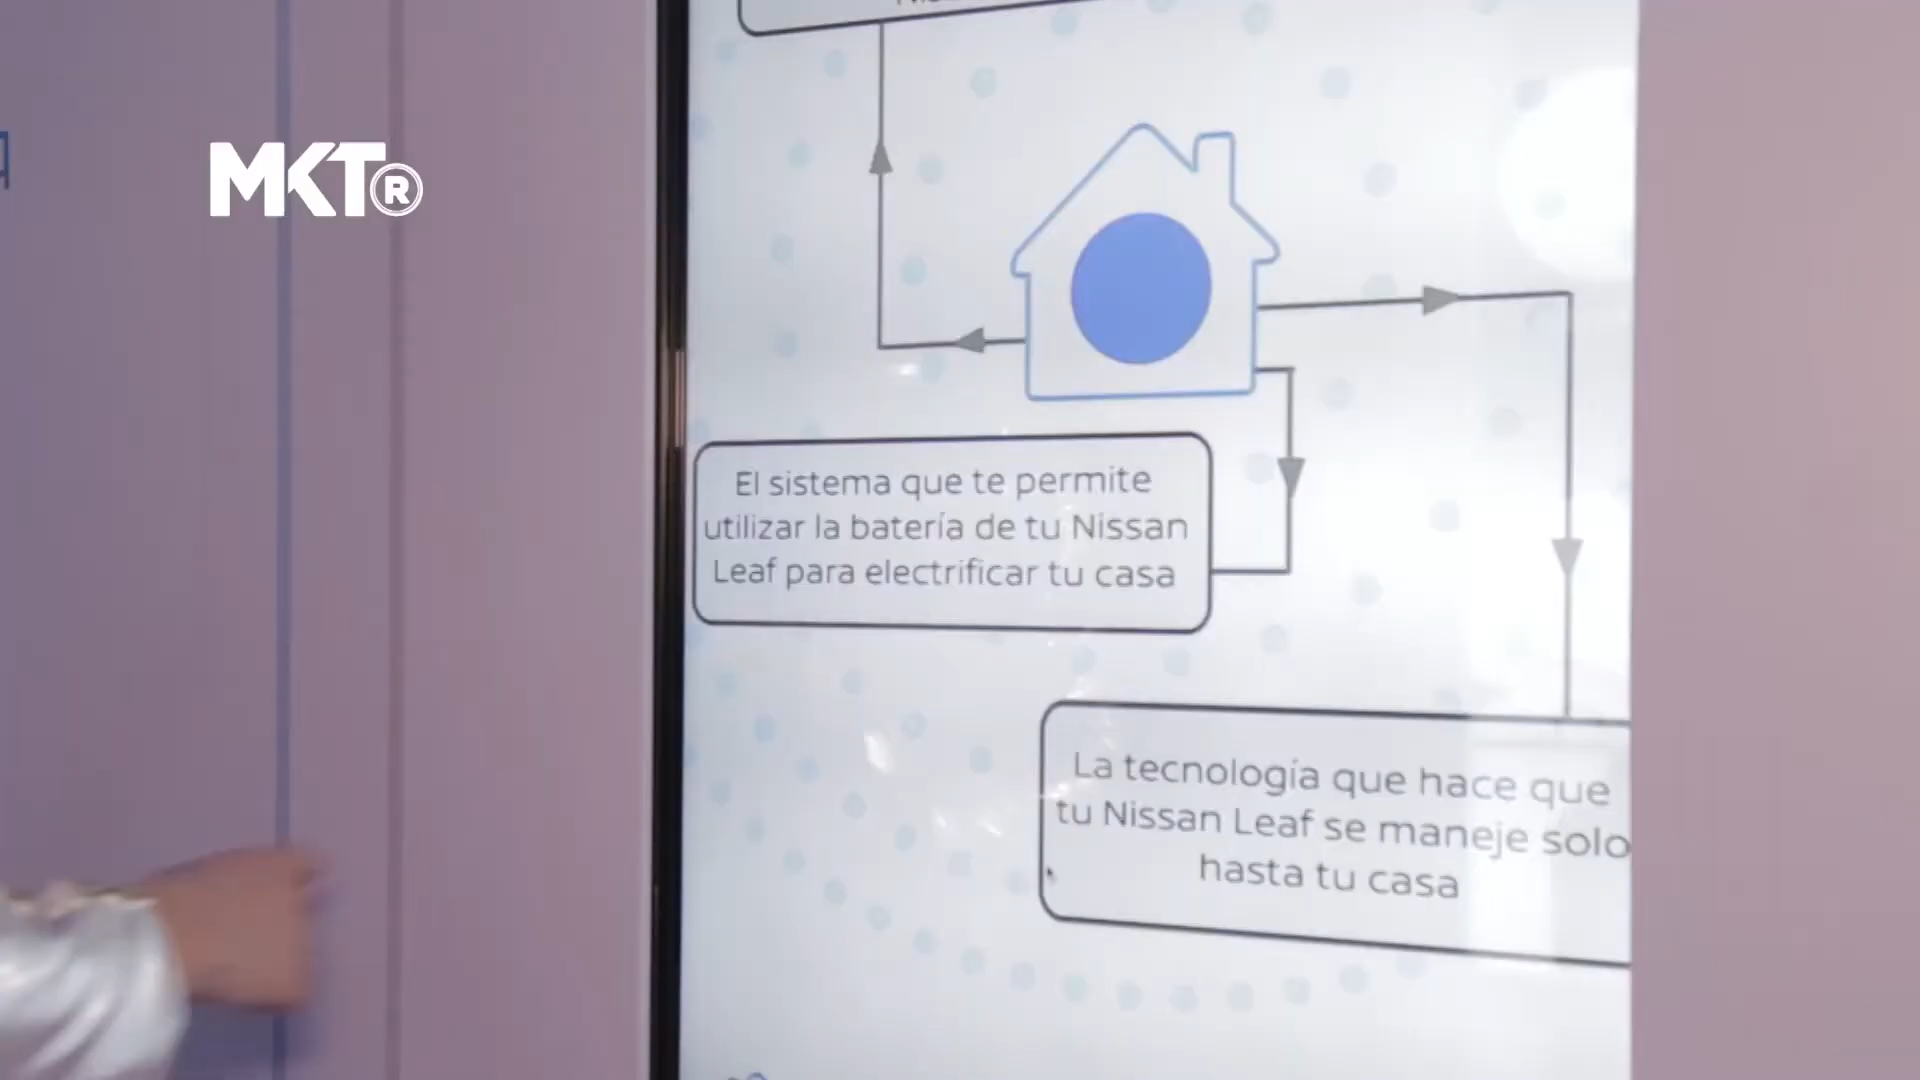 MKT®
El sistema que te permite
utilizar la batería de tu Nissan
Leaf para electrificar tu casa
La tecnología que hace que
tu Nissan Leaf se maneje solo
hasta tu casa